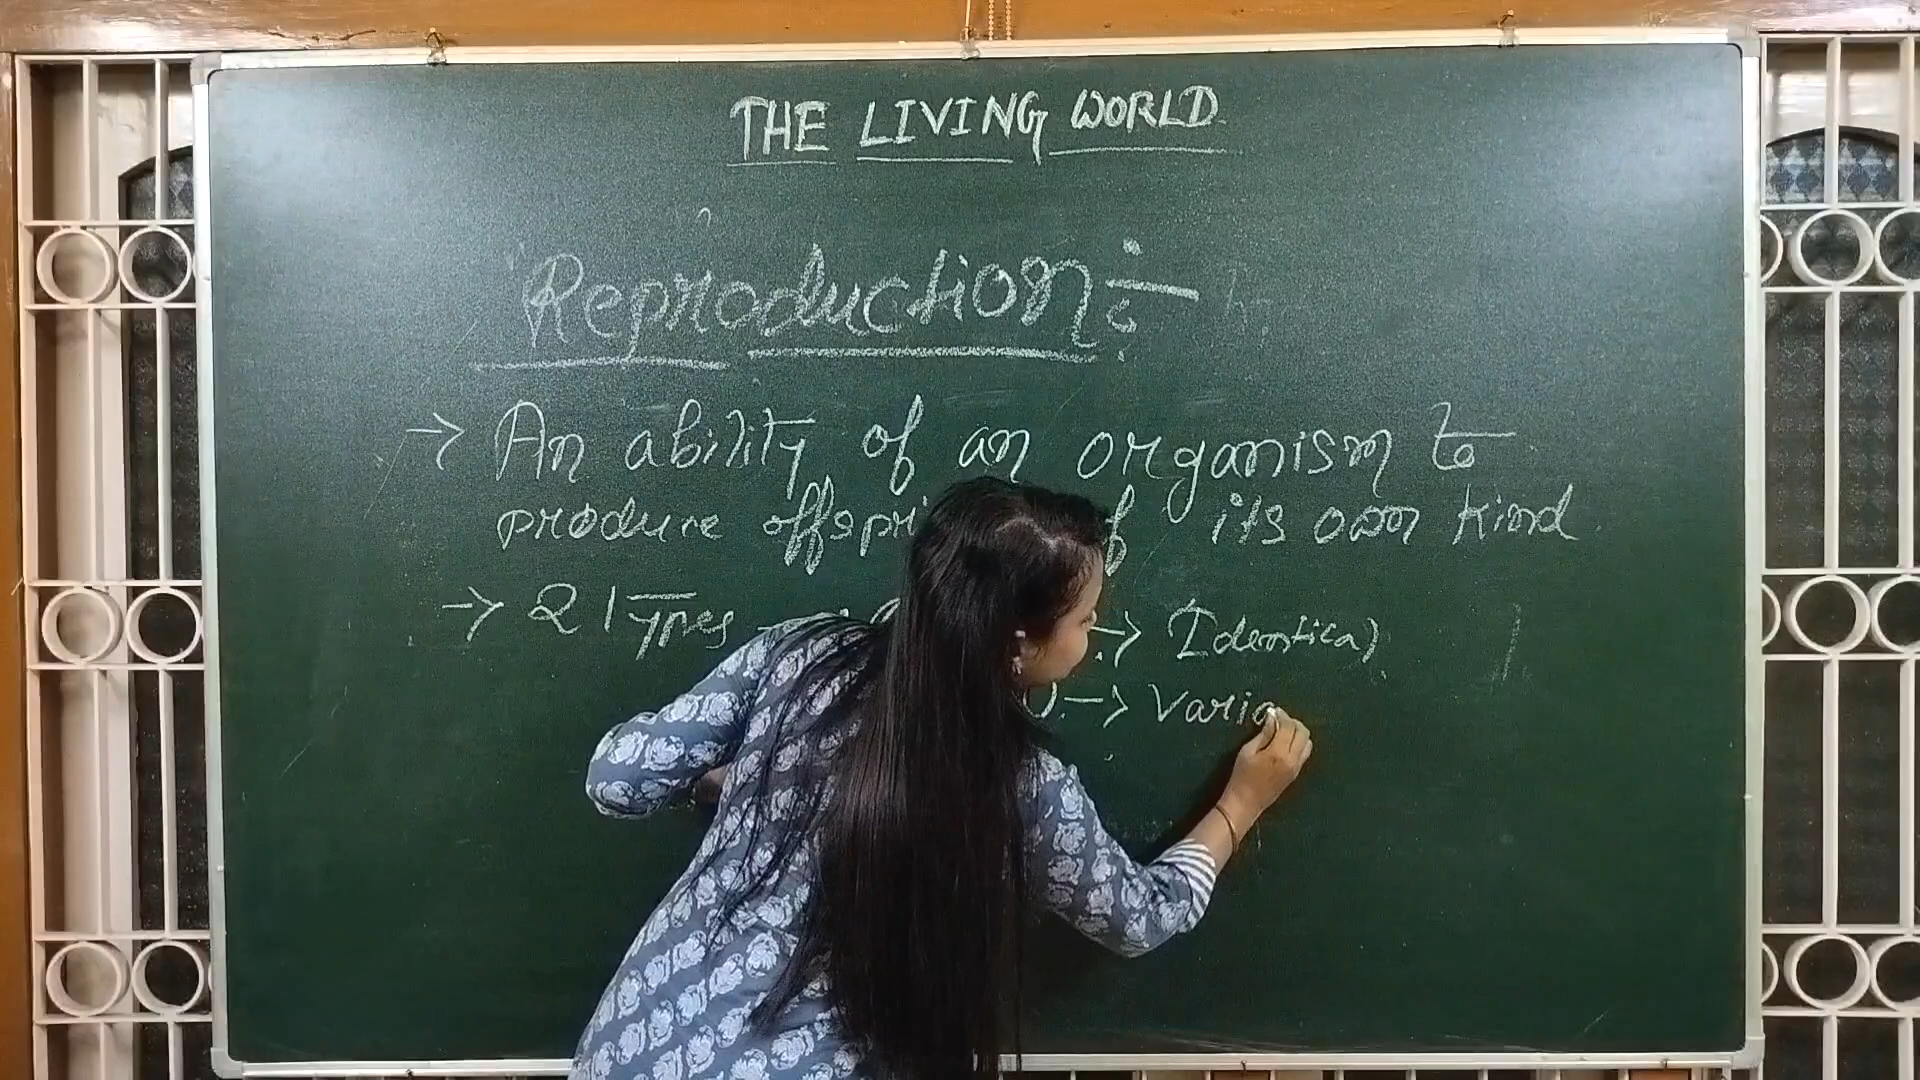 THE LIVING WORLD
Reproduction:-
→ An ability of an organism to
produce offspri f its own kind
→ 2 Types → Identical
→ Varia